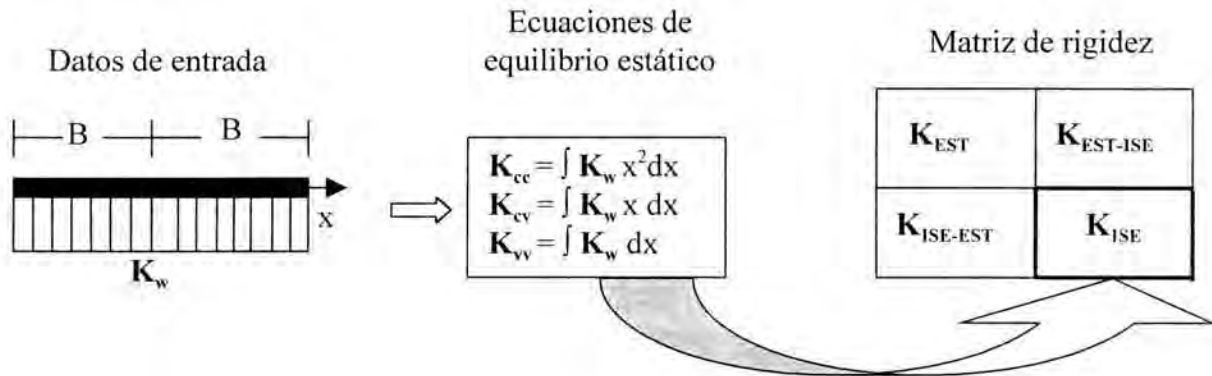 Datos de entrada
B
B
x
K_w
Ecuaciones de
equilibrio estático
K_cc = ∫ K_w x²dx
K_cv = ∫ K_w x dx
K_vv = ∫ K_w dx
Matriz de rigidez
K_EST
K_EST-ISE
K_ISE-EST
K_ISE